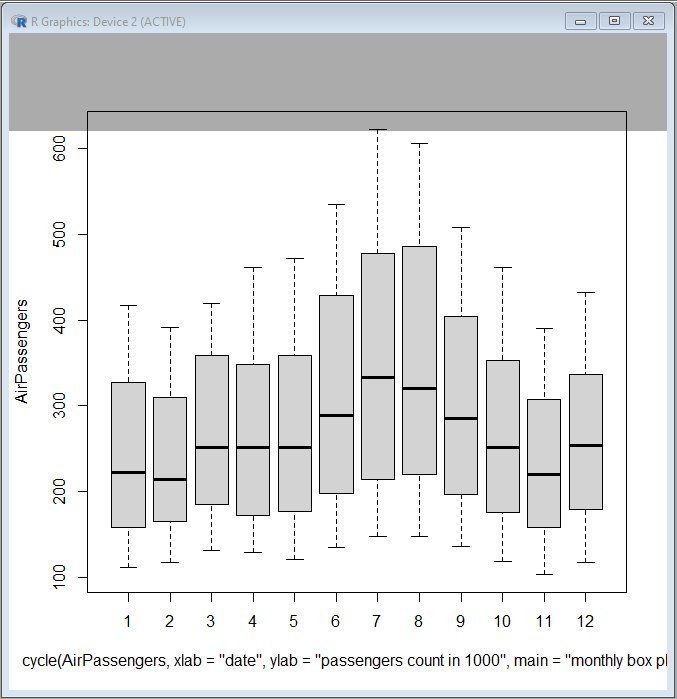 R Graphics: Device 2 (ACTIVE)
600
500
400
300
200
100
AirPassengers
1 2 3 4 5 6 7 8 9 10 11 12
cycle(AirPassengers, xlab = "date", ylab = "passengers count in 1000", main = "monthly box pl